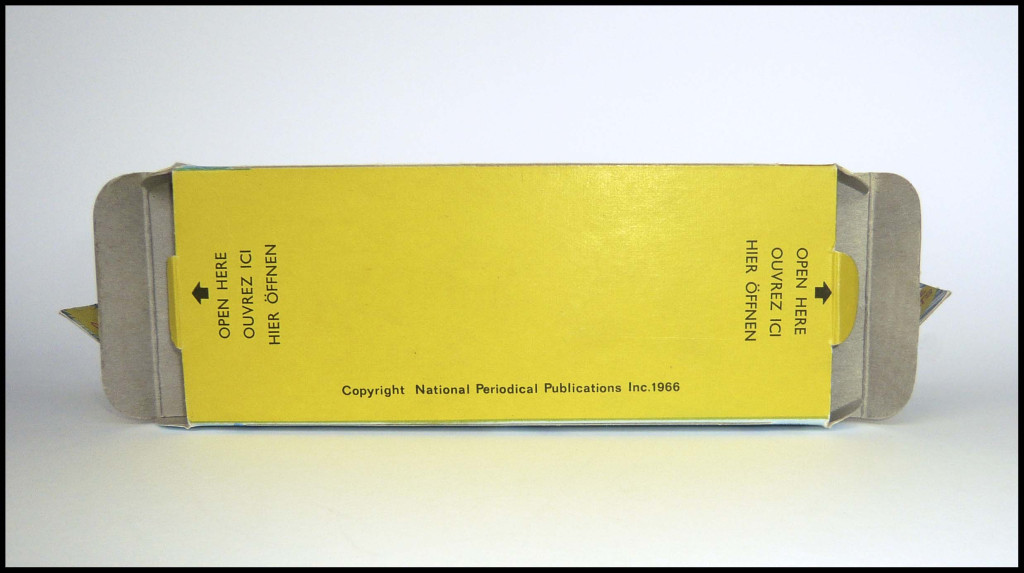 OPEN HERE
OUVREZ ICI
HIER ÖFFNEN
OPEN HERE
OUVREZ ICI
HIER ÖFFNEN
Copyright National Periodical Publications Inc.1966